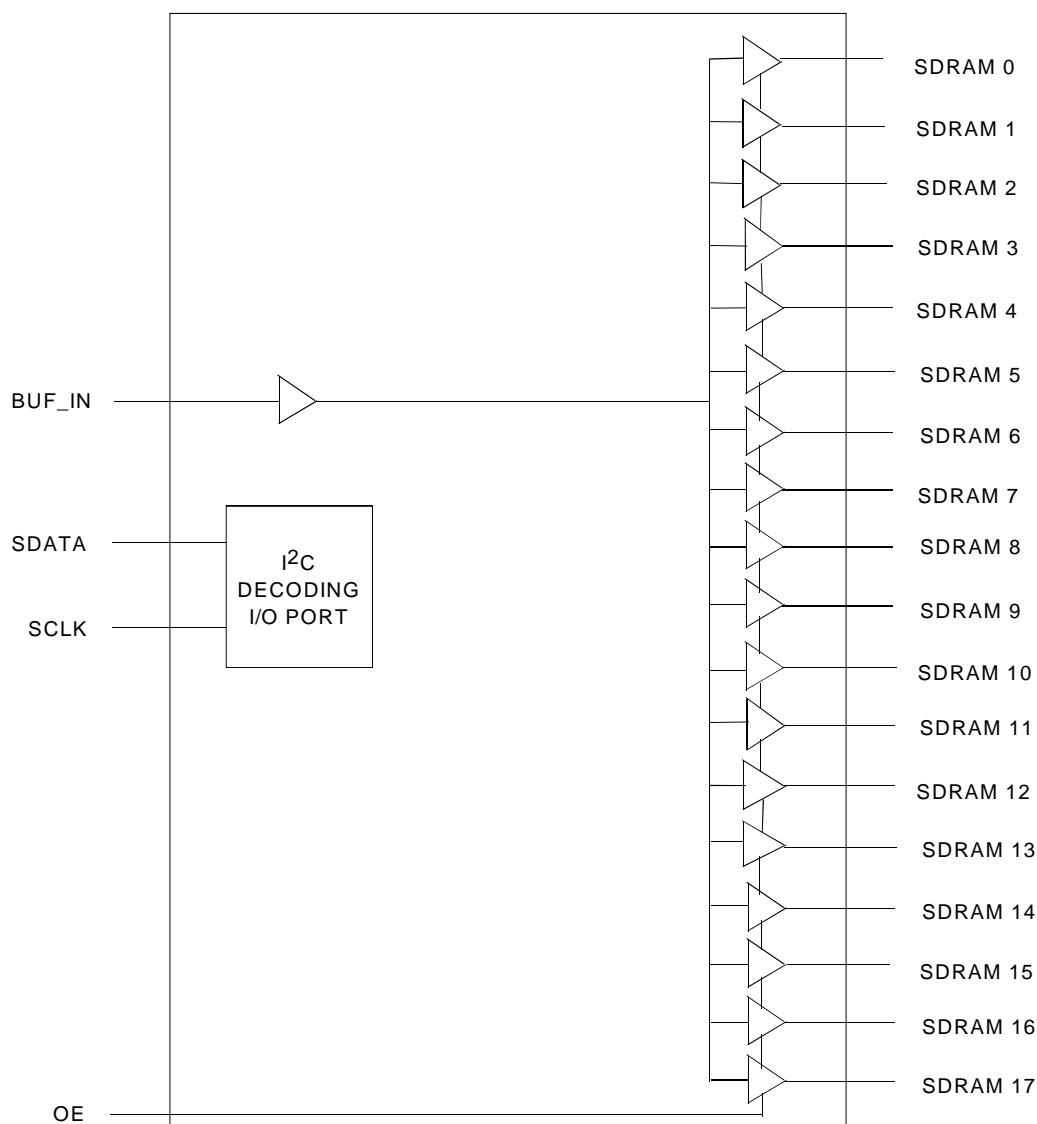 SDRAM 0
SDRAM 1
SDRAM 2
SDRAM 3
SDRAM 4
SDRAM 5
BUF_IN
SDRAM 6
SDRAM 7
SDATA
SDRAM 8
I²C
DECODING
I/O PORT
SDRAM 9
SCLK
SDRAM 10
SDRAM 11
SDRAM 12
SDRAM 13
SDRAM 14
SDRAM 15
SDRAM 16
SDRAM 17
OE